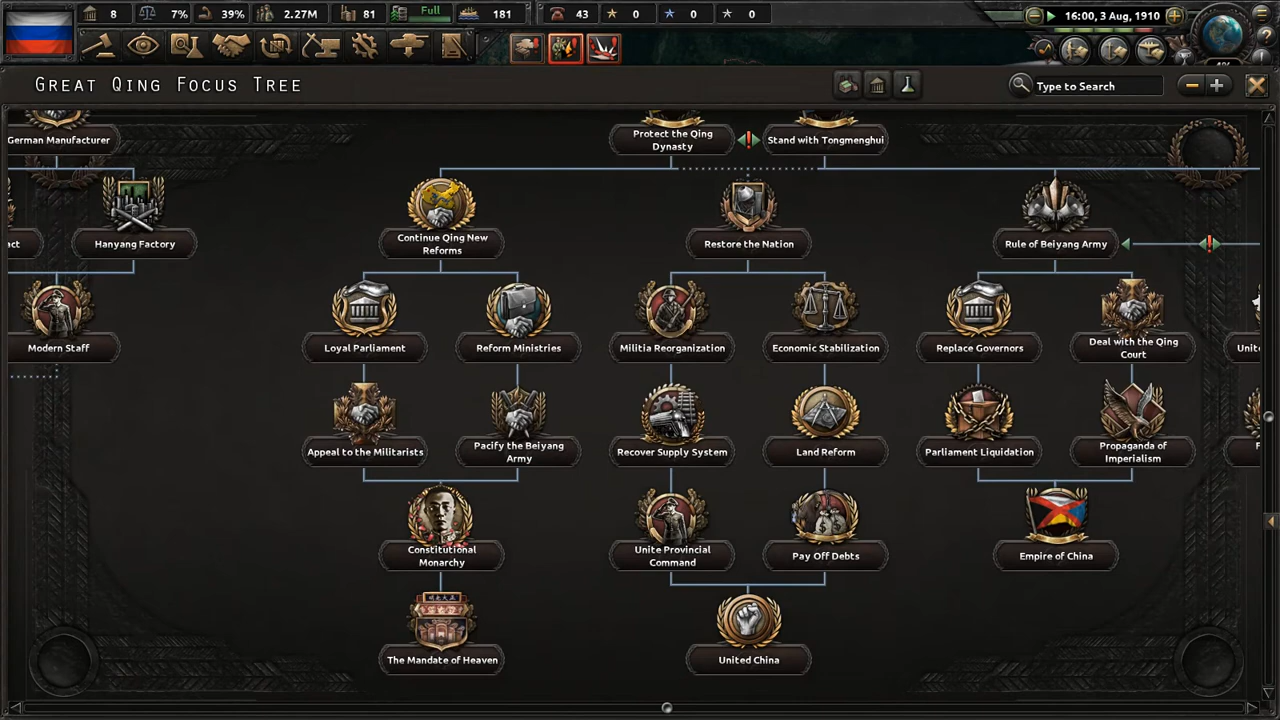 8
7%
39%
2.27M
81
Full
181
43
0
0
0
16:00, 3 Aug, 1910
Great Qing Focus Tree
Type to Search
German Manufacturer
Protect the Qing
Dynasty
Stand with Tongmenghui
Hanyang Factory
Continue Qing New
Reforms
Restore the Nation
Rule of Beiyang Army
Modern Staff
Loyal Parliament
Reform Ministries
Militia Reorganization
Economic Stabilization
Replace Governors
Deal with the Qing
Court
Appeal to the Militarists
Pacify the Beiyang
Army
Recover Supply System
Land Reform
Parliament Liquidation
Propaganda of
Imperialism
Constitutional
Monarchy
Unite Provincial
Command
Pay Off Debts
Empire of China
The Mandate of Heaven
United China